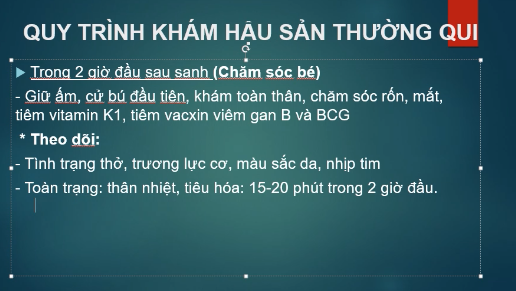 QUY TRÌNH KHÁM HẬU SẢN THƯỜNG QUI
Trong 2 giờ đầu sau sanh (Chăm sóc bé)
- Giữ ấm, cử bú đầu tiên, khám toàn thân, chăm sóc rốn, mắt,
tiêm vitamin K1, tiêm vacxin viêm gan B và BCG
* Theo dõi:
- Tình trạng thở, trương lực cơ, màu sắc da, nhịp tim
- Toàn trạng: thân nhiệt, tiêu hóa: 15-20 phút trong 2 giờ đầu.